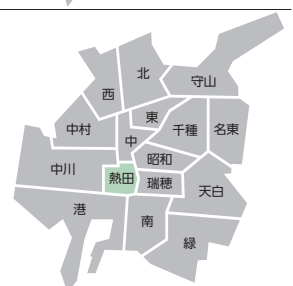 北
守山
西
東
中村
中
千種
名東
昭和
中川
熱田
瑞穂
天白
港
南
緑